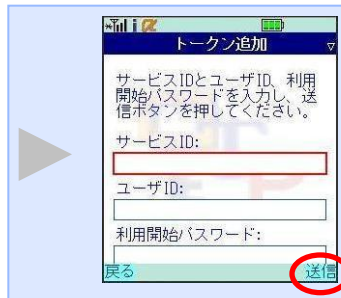 トークン追加
サービスIDとユーザID、利用
開始パスワードを入力し、送
信ボタンを押してください。
サービスID:
ユーザID:
利用開始パスワード:
戻る 送信